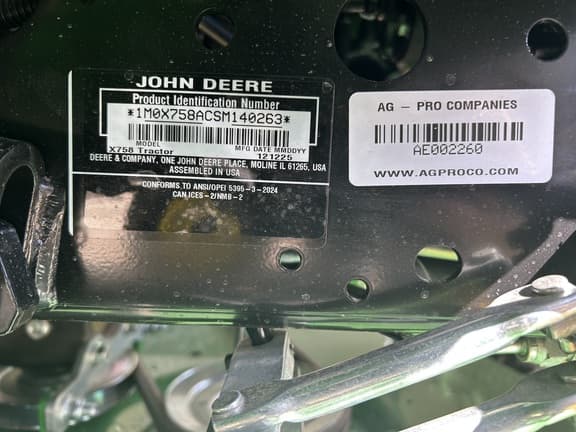 JOHN DEERE
Product Identification Number
*1M0X758ACSM140263*
MODEL MFG DATE MMDDYY
X758 Tractor 121225
DEERE & COMPANY, ONE JOHN DEERE PLACE, MOLINE IL 61265, USA
ASSEMBLED IN USA
CONFORMS TO ANSI/OPEI 5395-3-2024
CAN ICES-2/NMB-2
AG - PRO COMPANIES
AE002260
WWW.AGPROCO.COM